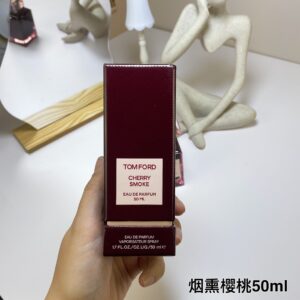 TOM FORD
CHERRY
SMOKE
EAU DE PARFUM
50 ML
EAU DE PARFUM
VAPORISATEUR SPRAY
烟熏樱桃50ml